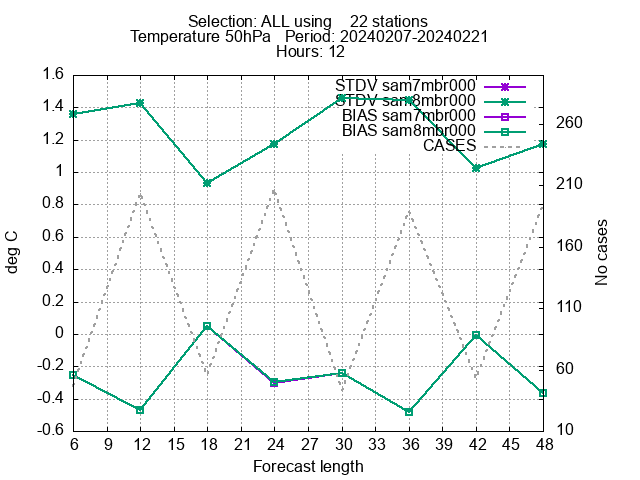 Selection: ALL using    22 stations
Temperature 50hPa   Period: 20240207-20240221
Hours: 12
STDV sam7mbr000
STDV sam8mbr000
BIAS sam7mbr000
BIAS sam8mbr000
CASES
1.6
1.4
1.2
1
0.8
0.6
0.4
0.2
0
-0.2
-0.4
-0.6
deg C
260
210
160
110
60
10
No cases
6 9 12 15 18 21 24 27 30 33 36 39 42 45 48
Forecast length